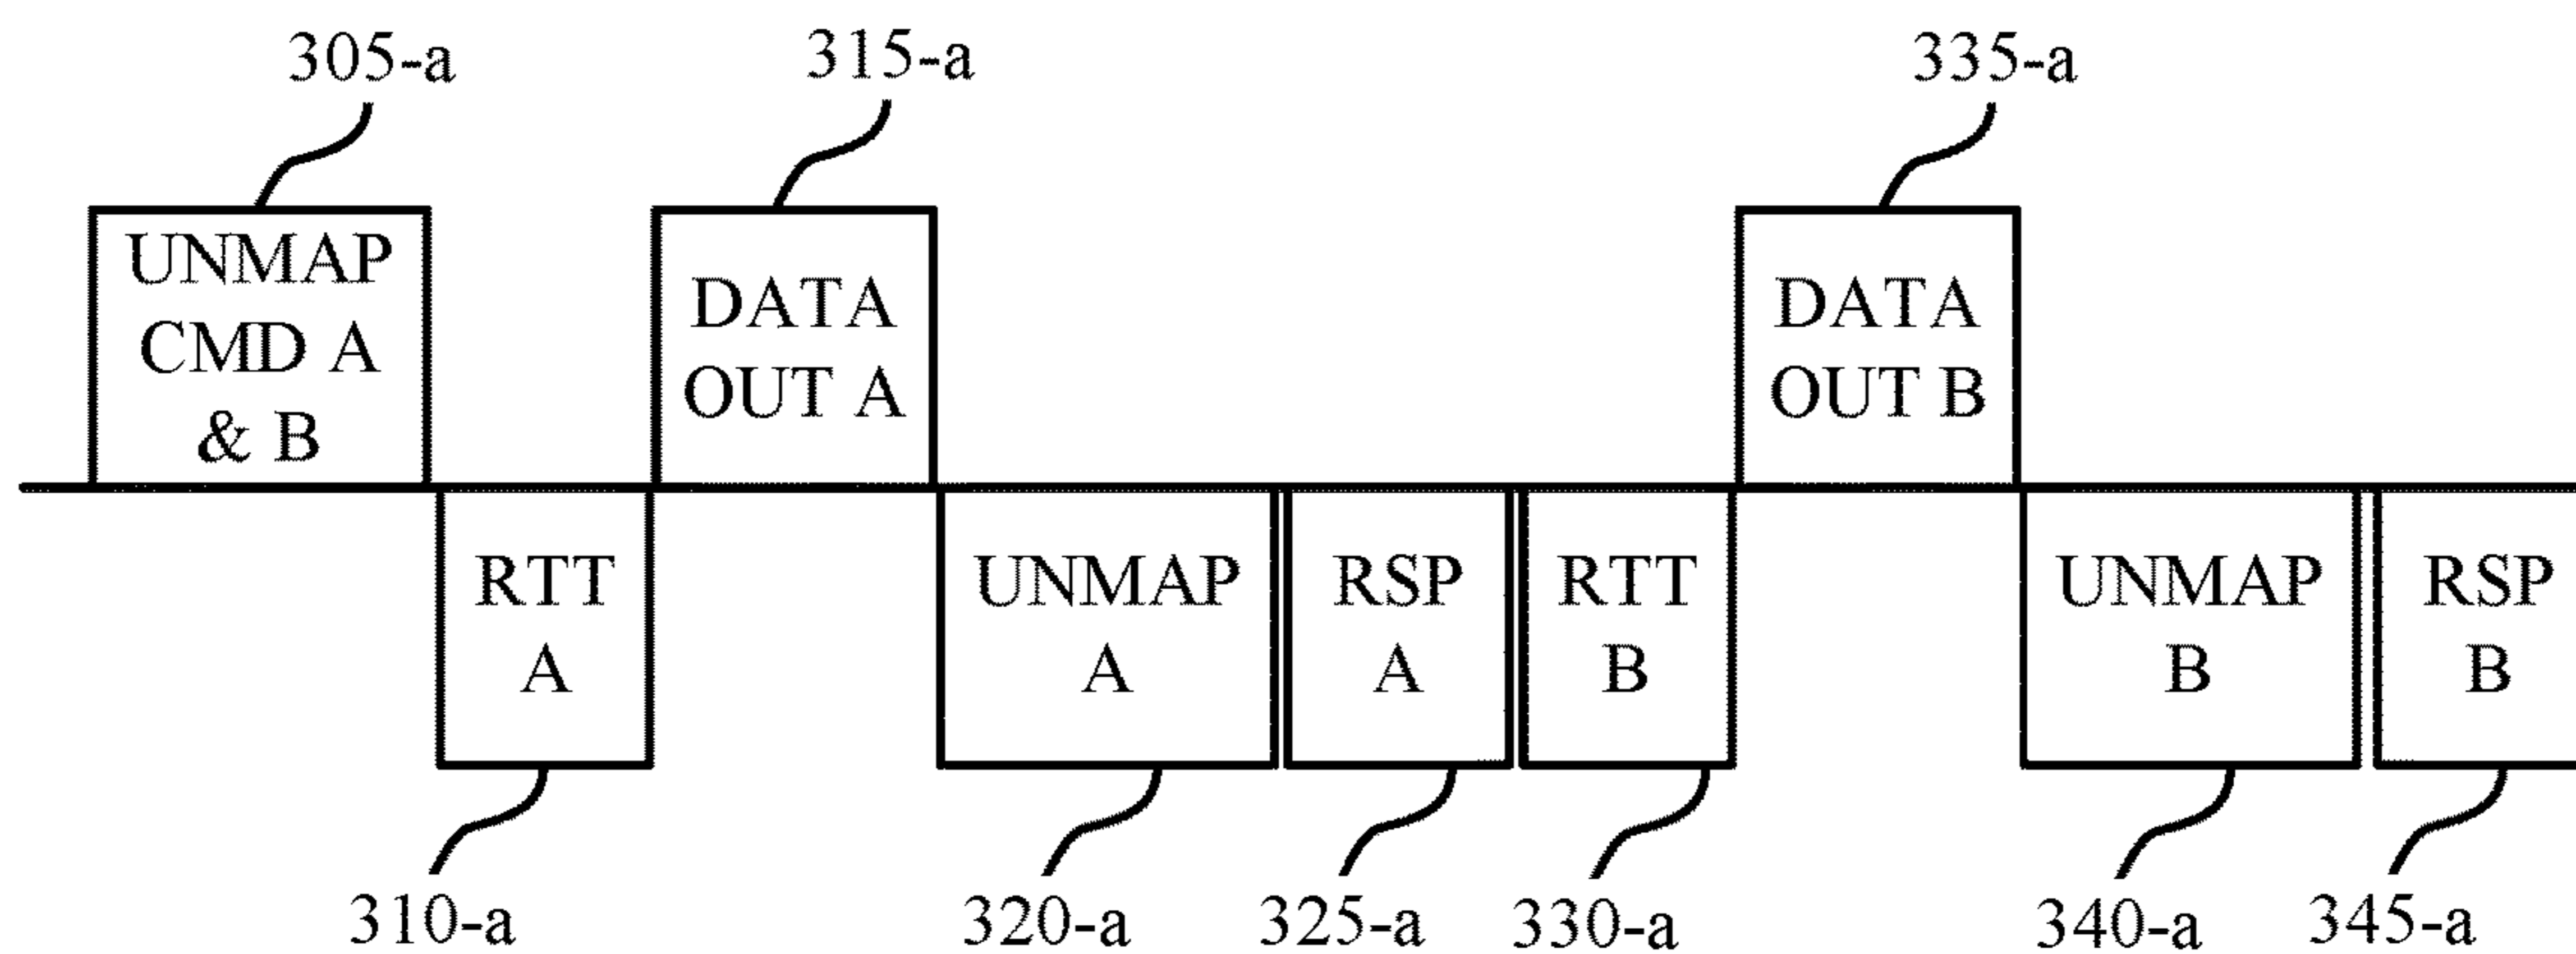 305-a
315-a
335-a
UNMAP
CMD A
& B
DATA
OUT A
DATA
OUT B
RTT
A
UNMAP
A
RSP
A
RTT
B
UNMAP
B
RSP
B
310-a
320-a
325-a
330-a
340-a
345-a